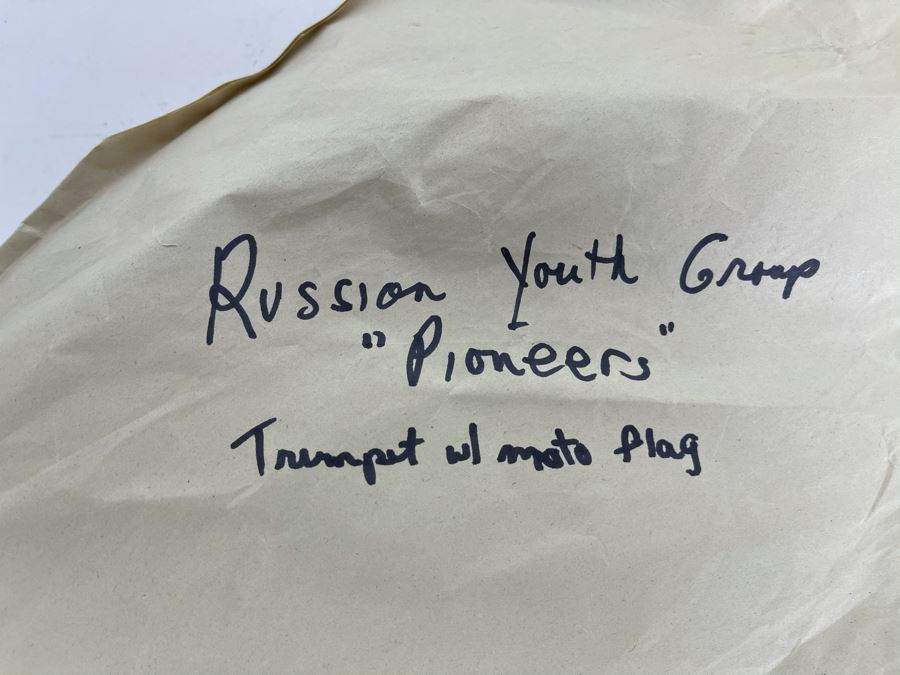 Russion Youth Group
"Pioneers"
Trumpet w/ moto flag